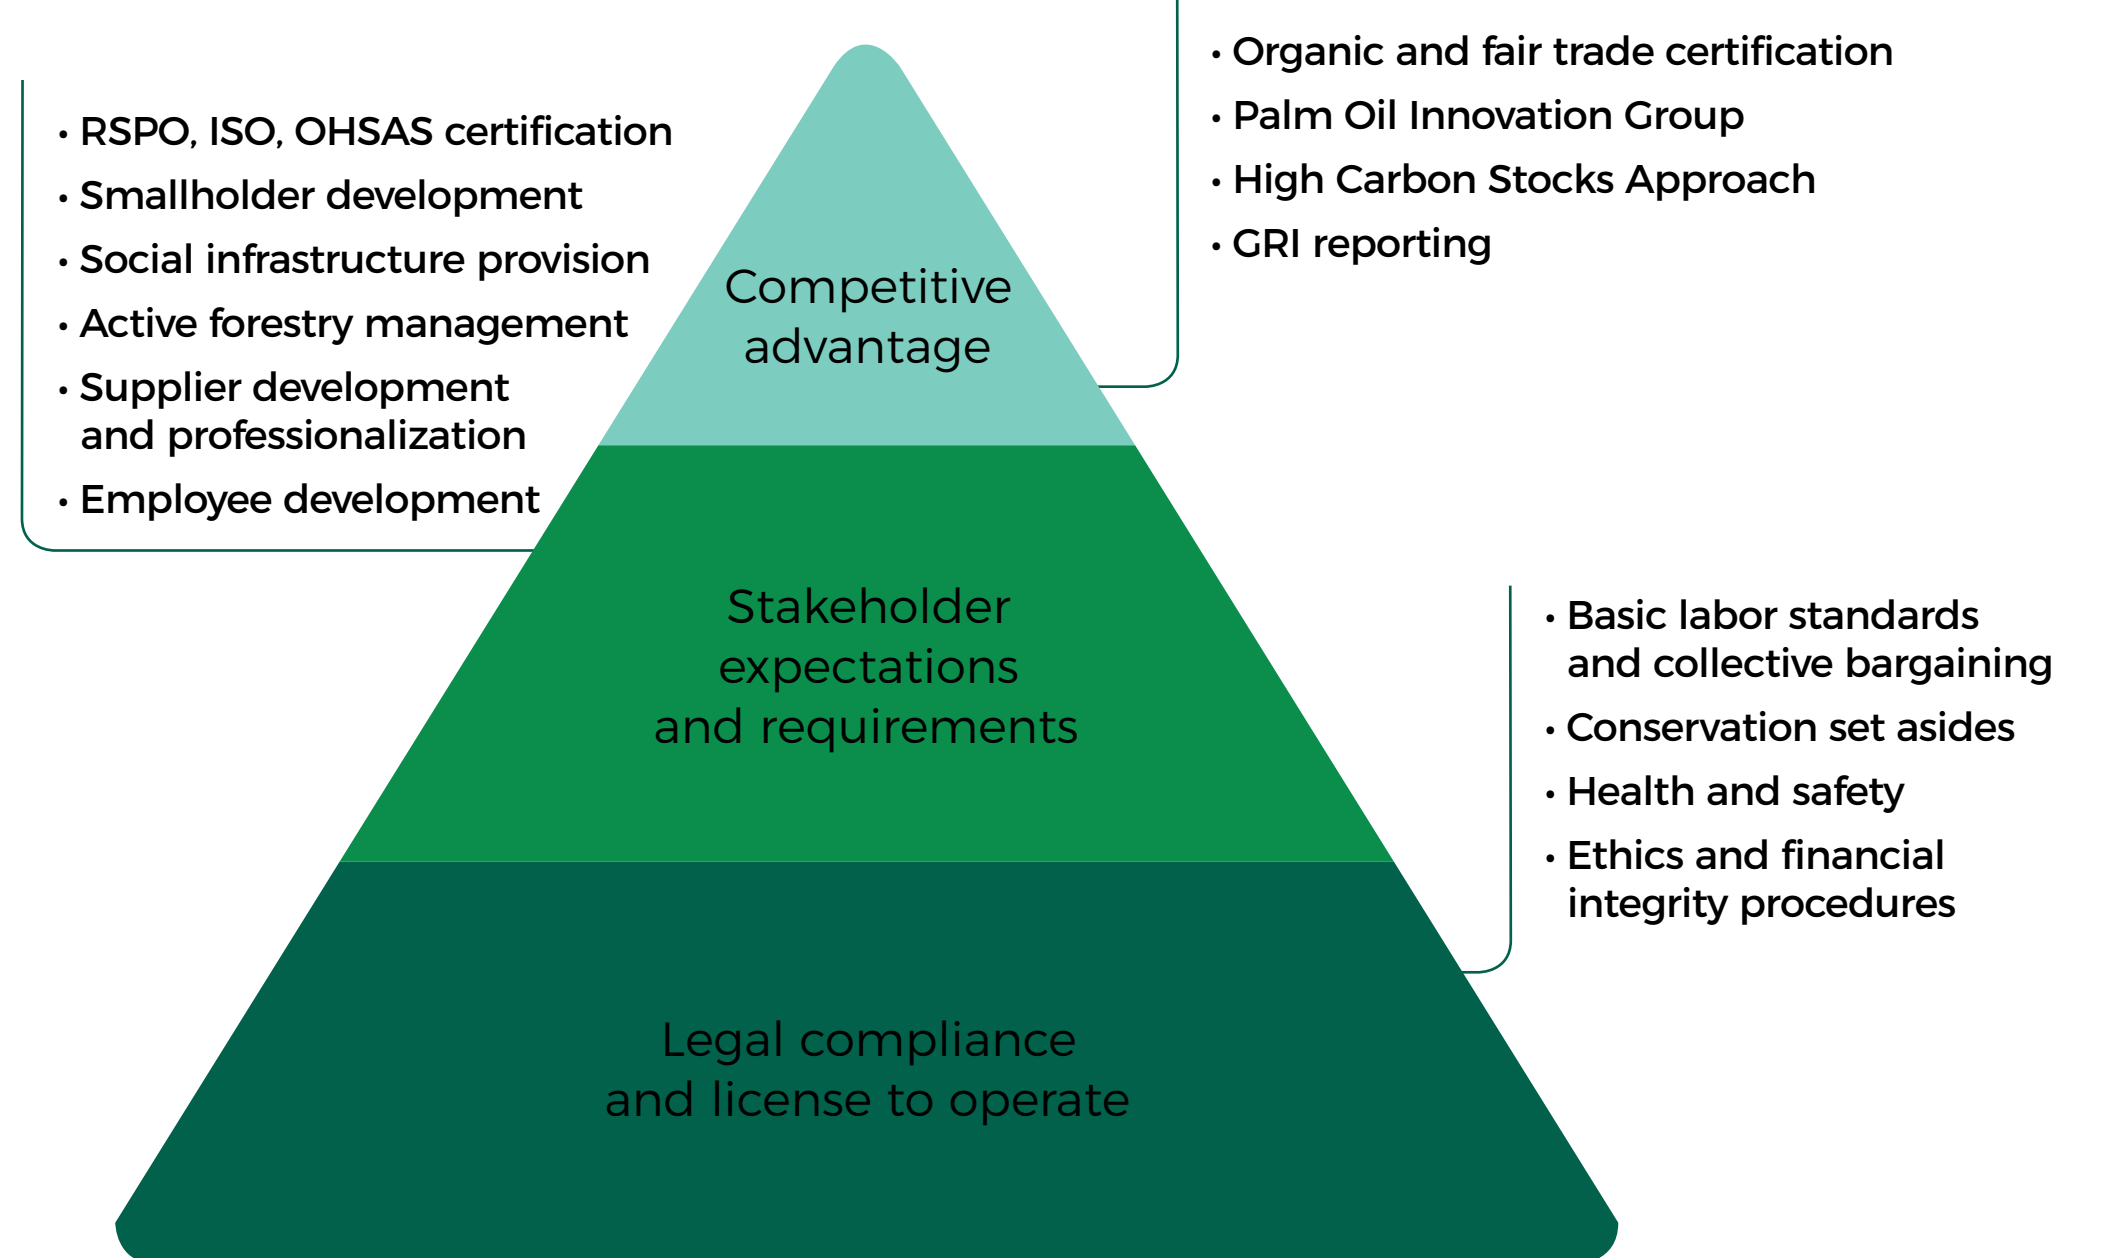 • Organic and fair trade certification
• Palm Oil Innovation Group
• High Carbon Stocks Approach
• GRI reporting
• RSPO, ISO, OHSAS certification
• Smallholder development
• Social infrastructure provision
• Active forestry management
• Supplier development
and professionalization
• Employee development
Competitive
advantage
Stakeholder
expectations
and requirements
• Basic labor standards
and collective bargaining
• Conservation set asides
• Health and safety
• Ethics and financial
integrity procedures
Legal compliance
and license to operate